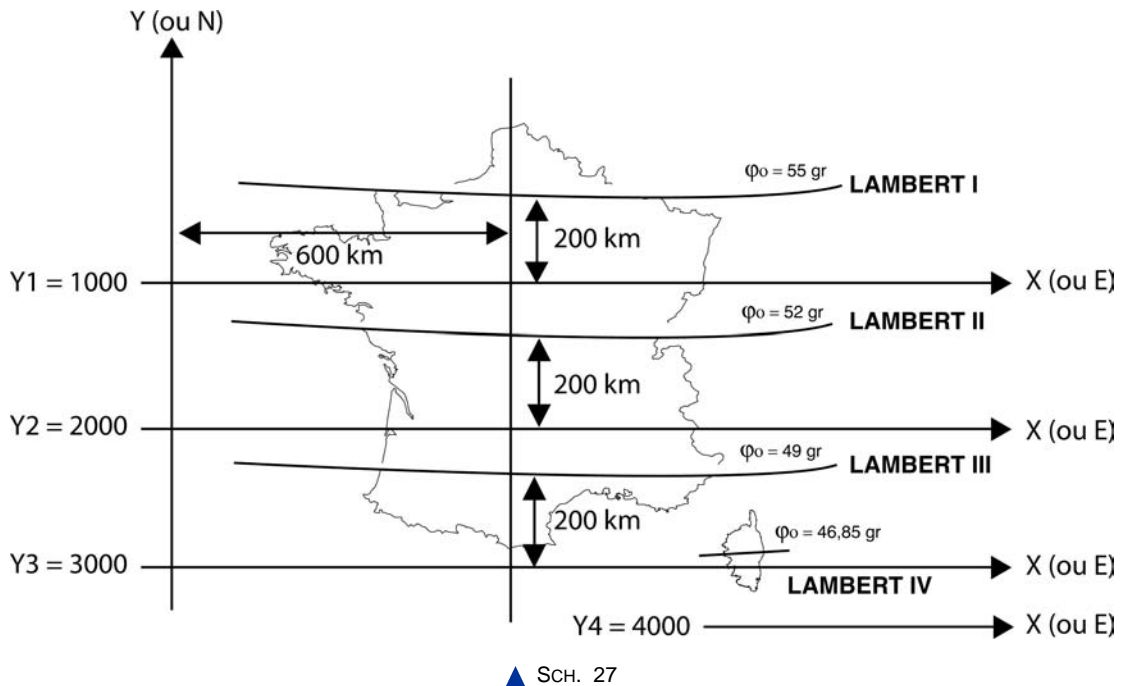 Y (ou N)
φo = 55 gr
LAMBERT I
200 km
600 km
Y1 = 1000
X (ou E)
φo = 52 gr
LAMBERT II
200 km
Y2 = 2000
X (ou E)
φo = 49 gr
LAMBERT III
200 km
φo = 46,85 gr
Y3 = 3000
X (ou E)
LAMBERT IV
Y4 = 4000
X (ou E)
SCH. 27